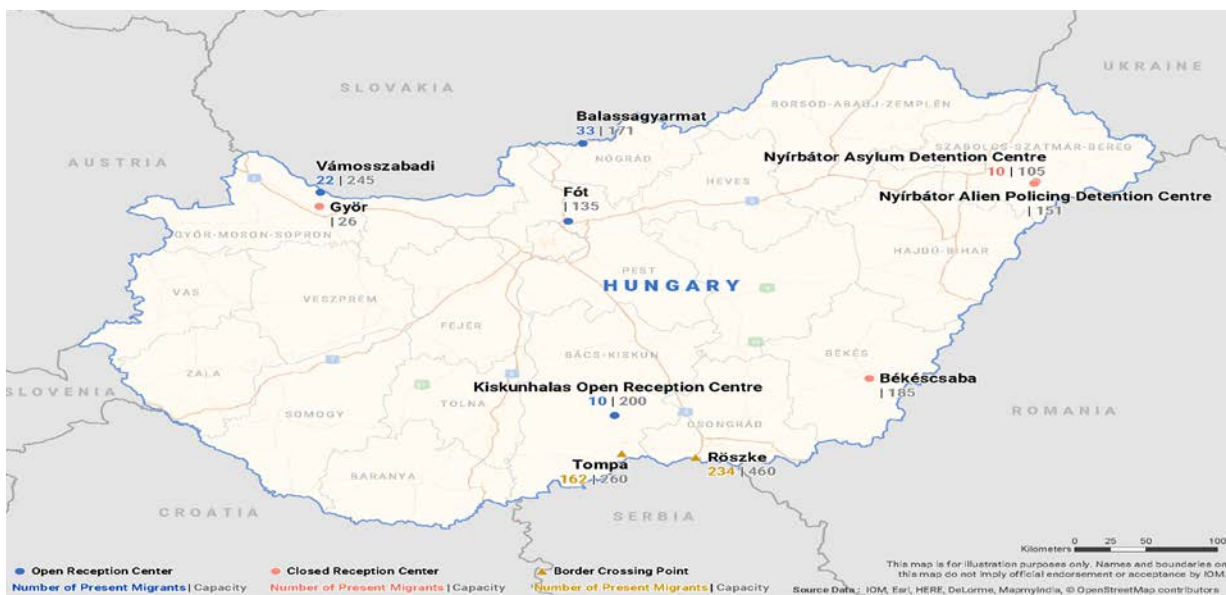 UKRAINE
SLOVAKIA
BORSOD-ABAÚJ-ZEMPLÉN
Balassagyarmat
33 | 171
AUSTRIA
NÓGRÁD
SZABOLCS-SZATMÁR-BEREG
Vámosszabadi
22 | 245
Nyírbátor Asylum Detention Centre
10 | 105
HEVES
Fót
| 135
Nyírbátor Alien Policing Detention Centre
| 151
Györ
| 26
GYŐR-MOSON-SOPRON
HAJDÚ-BIHAR
PEST
HUNGARY
VAS
VESZPRÉM
FEJÉR
BÁCS-KISKUN
BÉKÉS
ZALA
Békéscsaba
| 185
SLOVENIA
Kiskunhalas Open Reception Centre
10 | 200
TOLNA
SOMOGY
ROMANIA
CSONGRÁD
Tompa
162 | 260
Röszke
234 | 460
BARANYA
CROATIA
SERBIA
Kilometers 0 25 50 100
Open Reception Center
Number of Present Migrants | Capacity
Closed Reception Center
Number of Present Migrants | Capacity
Border Crossing Point
Number of Present Migrants | Capacity
This map is for illustration purposes only. Names and boundaries on
this map do not imply official endorsement or acceptance by IOM.
Source Data: IOM, Esri, HERE, DeLorme, MapmyIndia, © OpenStreetMap contributors